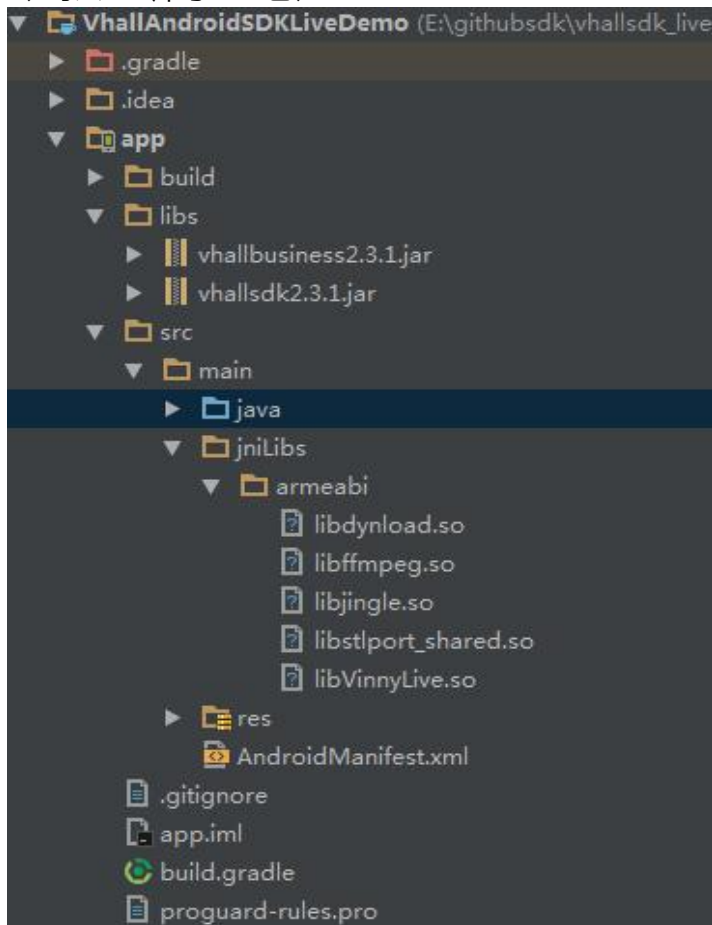 VhallAndroidSDKLiveDemo (E:\githubsdk\vhallsdk_live
.gradle
.idea
app
build
libs
vhallbusiness2.3.1.jar
vhallsdk2.3.1.jar
src
main
java
jniLibs
armeabi
libdynload.so
libffmpeg.so
libjingle.so
libstlport_shared.so
libVinnyLive.so
res
AndroidManifest.xml
.gitignore
app.iml
build.gradle
proguard-rules.pro